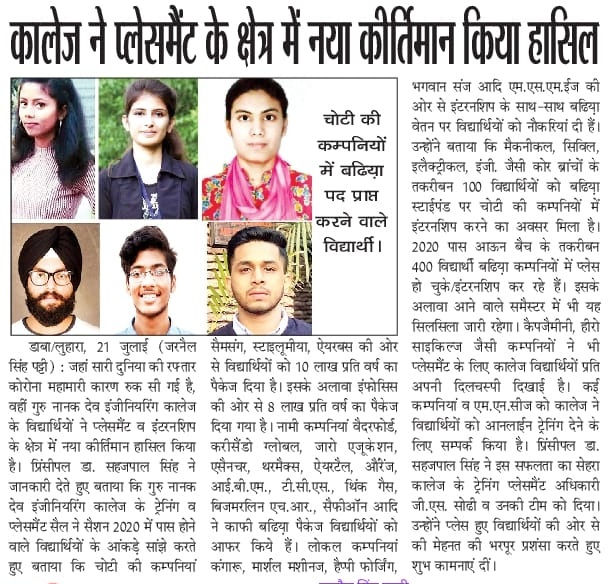 कालेज ने प्लेसमैंट के क्षेत्र में नया कीर्तिमान किया हासिल
चोटी की
कम्पनियों
में बढिय़ा
पद प्राप्त
करने वाले
विद्यार्थी।
डाबा/लुहारा, 21 जुलाई (जरनैल
सिंह पट्टी) : जहां सारी दुनिया की रफ्तार
कोरोना महामारी कारण रुक सी गई है,
वहीं गुरु नानक देव इंजीनियरिंग कालेज
के विद्यार्थियों ने प्लेसमैंट व इंटरनशिप
के क्षेत्र में नया कीर्तिमान हासिल किया
है। प्रिंसीपल डा. सहजपाल सिंह ने
जानकारी देते हुए बताया कि गुरु नानक
देव इंजीनियरिंग कालेज के ट्रेनिंग व
प्लेसमैंट सैल ने सैशन 2020 में पास होने
वाले विद्यार्थियों के आंकड़े सांझे करते
हुए बताया कि चोटी की कम्पनियां
सैमसंग, स्टाइलूमीया, ऐयरबस की ओर
से विद्यार्थियों को 10 लाख प्रति वर्ष का
पैकेज दिया है। इसके अलावा इंफोसिस
की ओर से 8 लाख प्रति वर्ष का पैकेज
दिया गया है। नामी कम्पनियां वैदरफोर्ड,
करीसैंडो ग्लोबल, जारो एजूकेशन,
एसैनचर, थरमैक्स, ऐयरटैल, औरैंज,
आई.बी.एम., टी.सी.एस., थिंक गैस,
बिजमरलिन एच.आर., सैफीऑन आदि
ने काफी बढिय़ा पैकेज विद्यार्थियों को
आफर किये हैं। लोकल कम्पनियां
कंगारू, मार्शल मशीनज, हैप्पी फोर्जिंग,
भगवान संज आदि एम.एस.एम.ईज की
ओर से इंटरनशिप के साथ-साथ बढिय़ा
वेतन पर विद्यार्थियों को नौकरियां दी हैं।
उन्होंने बताया कि मैकनीकल, सिविल,
इलैक्ट्रीकल, इंजी. जैसी कोर ब्रांचों के
तकरीबन 100 विद्यार्थियों को बढिय़ा
स्टाईपंड पर चोटी की कम्पनियों में
इंटरनशिप करने का अवसर मिला है।
2020 पास आऊन बैच के तकरीबन
400 विद्यार्थी बढिय़ा कम्पनियों में प्लेस
हो चुके/इंटरनशिप कर रहे हैं। इसके
अलावा आने वाले समैस्टर में भी यह
सिलसिला जारी रहेगा। कैपजैमीनी, हीरो
साइकिल्ज जैसी कम्पनियों ने भी
प्लेसमैंट के लिए कालेज विद्यार्थियों प्रति
अपनी दिलचस्पी दिखाई है। कई
कम्पनियां व एम.एन.सीज को कालेज ने
विद्यार्थियों को आनलाईन ट्रेनिंग देने के
लिए सम्पर्क किया है। प्रिंसीपल डा.
सहजपाल सिंह ने इस सफलता का सेहरा
कालेज के ट्रेनिंग प्लेसमैंट अधिकारी
जी.एस. सोढी व उनकी टीम को दिया।
उन्होंने प्लेस हुए विद्यार्थियों की ओर से
की मेहनत की भरपूर प्रशंसा करते हुए
शुभ कामनाएं दीं।